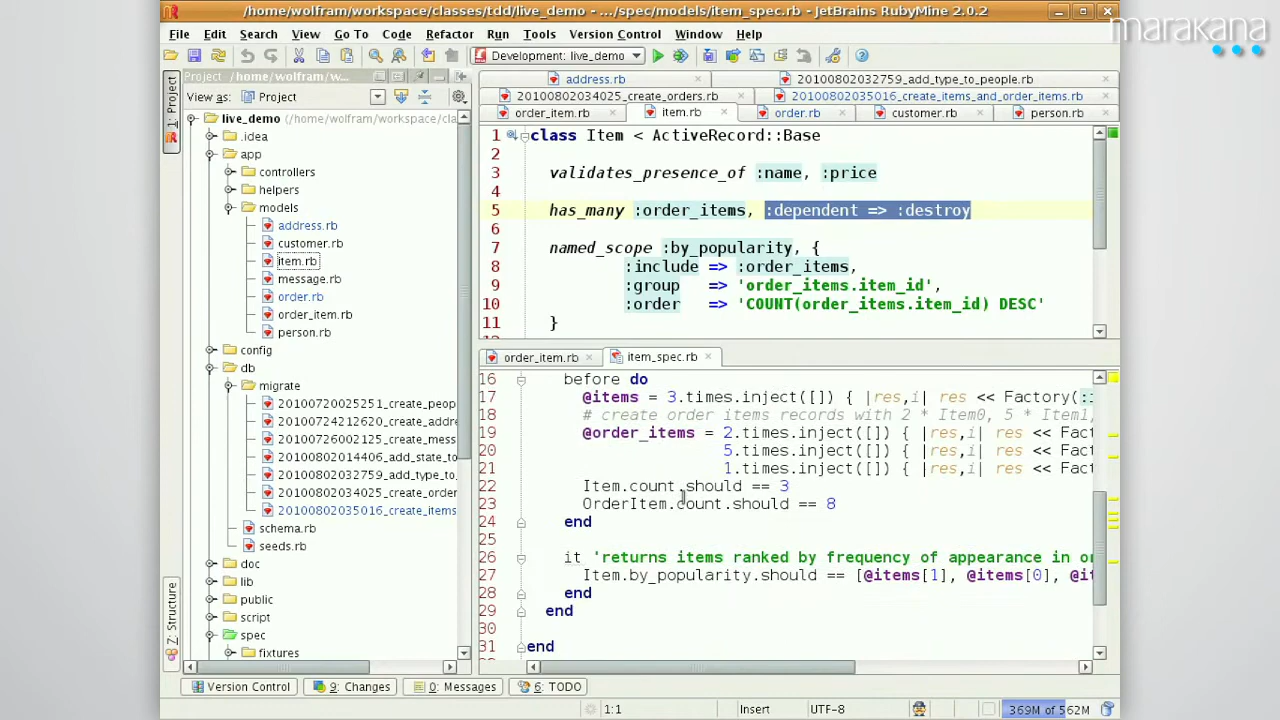 /home/wolfram/workspace/classes/tdd/live_demo - .../spec/models/item_spec.rb - JetBrains RubyMine 2.0.2
marakana
File Edit Search View Go To Code Refactor Run Tools Version Control Window Help
Development: live_demo
1: Project
Project - /home/wolfram/w...
View as: Project
live_demo (/home/wolfram/workspace/cla
.idea
app
controllers
helpers
models
address.rb
customer.rb
item.rb
message.rb
order.rb
order_item.rb
person.rb
config
db
migrate
20100720025251_create_peop
20100724212620_create_addre
20100726002125_create_mess
20100802014406_add_state_to
20100802032759_add_type_to_
20100802034025_create_order
20100802035016_create_items
schema.rb
seeds.rb
doc
lib
public
script
spec
fixtures
7: Structure
address.rb 20100802032759_add_type_to_people.rb
20100802034025_create_orders.rb 20100802035016_create_items_and_order_items.rb
order_item.rb item.rb order.rb customer.rb person.rb
1 class Item < ActiveRecord::Base
2
3 validates_presence_of :name, :price
4
5 has_many :order_items, :dependent => :destroy
6
7 named_scope :by_popularity, {
8 :include => :order_items,
9 :group => 'order_items.item_id',
10 :order => 'COUNT(order_items.item_id) DESC'
11 }
order_item.rb item_spec.rb
16 before do
17 @items = 3.times.inject([]) { |res,i| res << Factory(:
18 # create order items records with 2 * Item0, 5 * Item1,
19 @order_items = 2.times.inject([]) { |res,i| res << Fact
20 5.times.inject([]) { |res,i| res << Fact
21 1.times.inject([]) { |res,i| res << Fact
22 Item.count.should == 3
23 OrderItem.count.should == 8
24 end
25
26 it 'returns items ranked by frequency of appearance in or
27 Item.by_popularity.should == [@items[1], @items[0], @it
28 end
29 end
30
31 end
Version Control 9: Changes 0: Messages 6: TODO
1:1 Insert UTF-8 369M of 562M